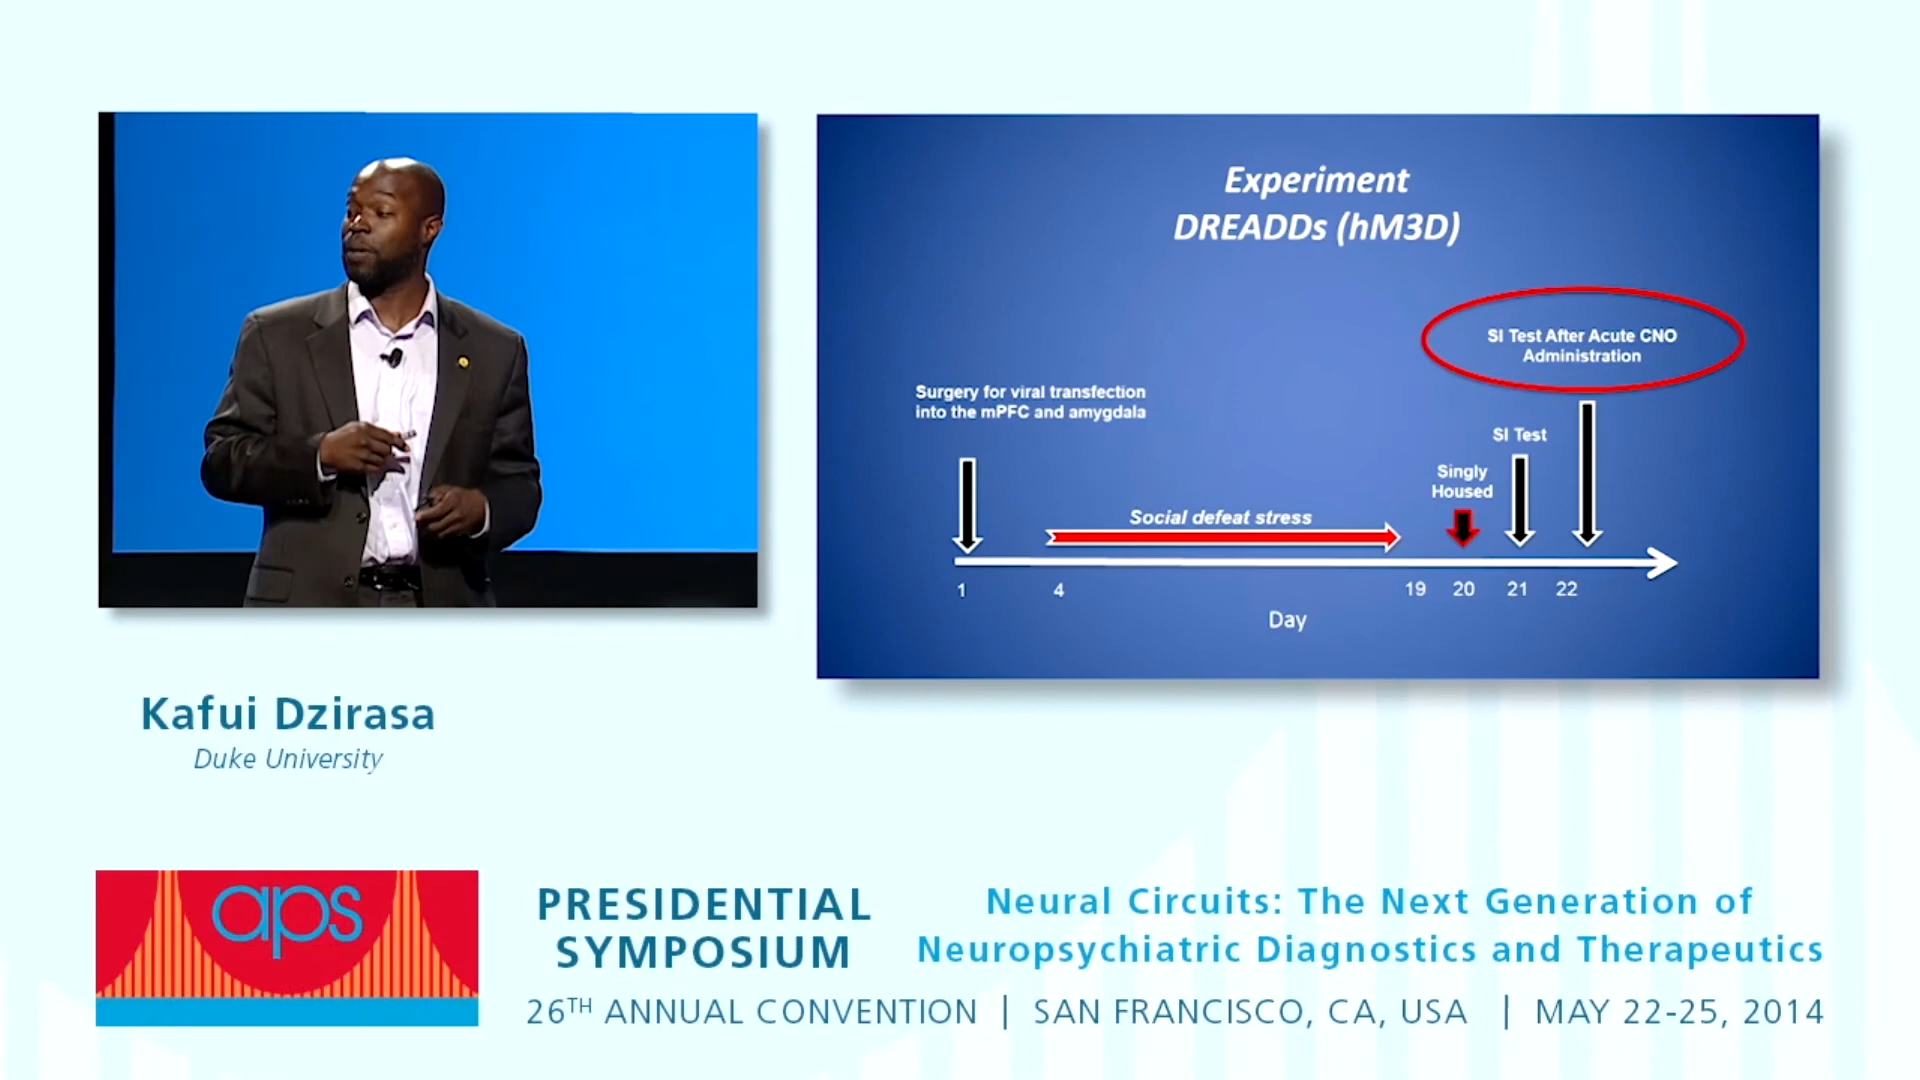 Experiment
DREADDs (hM3D)
SI Test After Acute CNO
Administration
Surgery for viral transfection
into the mPFC and amygdala
SI Test
Singly
Housed
Social defeat stress
1 4 19 20 21 22
Day
Kafui Dzirasa
Duke University
aps
PRESIDENTIAL
SYMPOSIUM
Neural Circuits: The Next Generation of
Neuropsychiatric Diagnostics and Therapeutics
26TH ANNUAL CONVENTION | SAN FRANCISCO, CA, USA | MAY 22-25, 2014